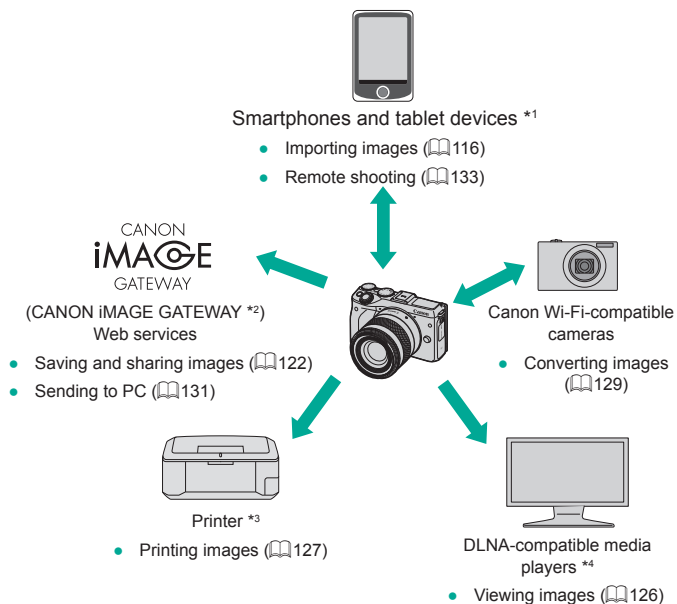 Smartphones and tablet devices *1
● Importing images (116)
● Remote shooting (133)
CANON
iMAGE
GATEWAY
(CANON iMAGE GATEWAY *2)
Web services
● Saving and sharing images (122)
● Sending to PC (131)
Canon
Canon Wi-Fi-compatible
cameras
● Converting images
(129)
Printer *3
● Printing images (127)
DLNA-compatible media
players *4
● Viewing images (126)